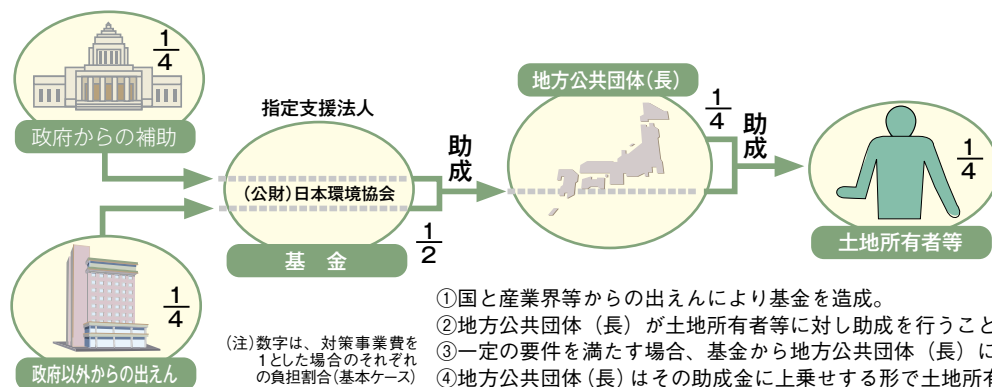 1/4
政府からの補助
指定支援法人
(公財)日本環境協会
基 金
助成
1/2
地方公共団体(長)
1/4
助成
1/4
土地所有者等
1/4
政府以外からの出えん
(注)数字は、対策事業費を
1とした場合のそれぞれ
の負担割合(基本ケース)
①国と産業界等からの出えんにより基金を造成。
②地方公共団体(長)が土地所有者等に対し助成を行うこと
③一定の要件を満たす場合、基金から地方公共団体(長)に
④地方公共団体(長)はその助成金に上乗せする形で土地所有